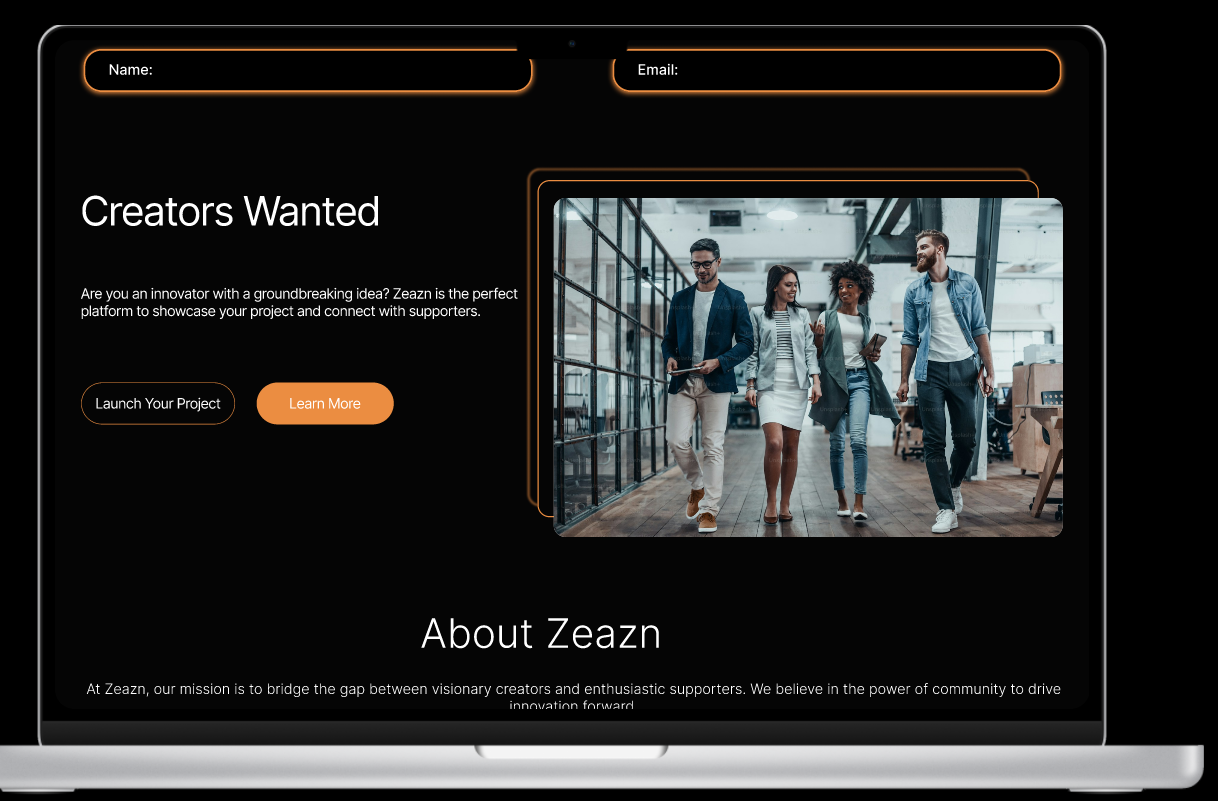 Name:
Email:
Creators Wanted
Are you an innovator with a groundbreaking idea? Zeazn is the perfect
platform to showcase your project and connect with supporters.
Launch Your Project
Learn More
About Zeazn
At Zeazn, our mission is to bridge the gap between visionary creators and enthusiastic supporters. We believe in the power of community to drive
innovation forward